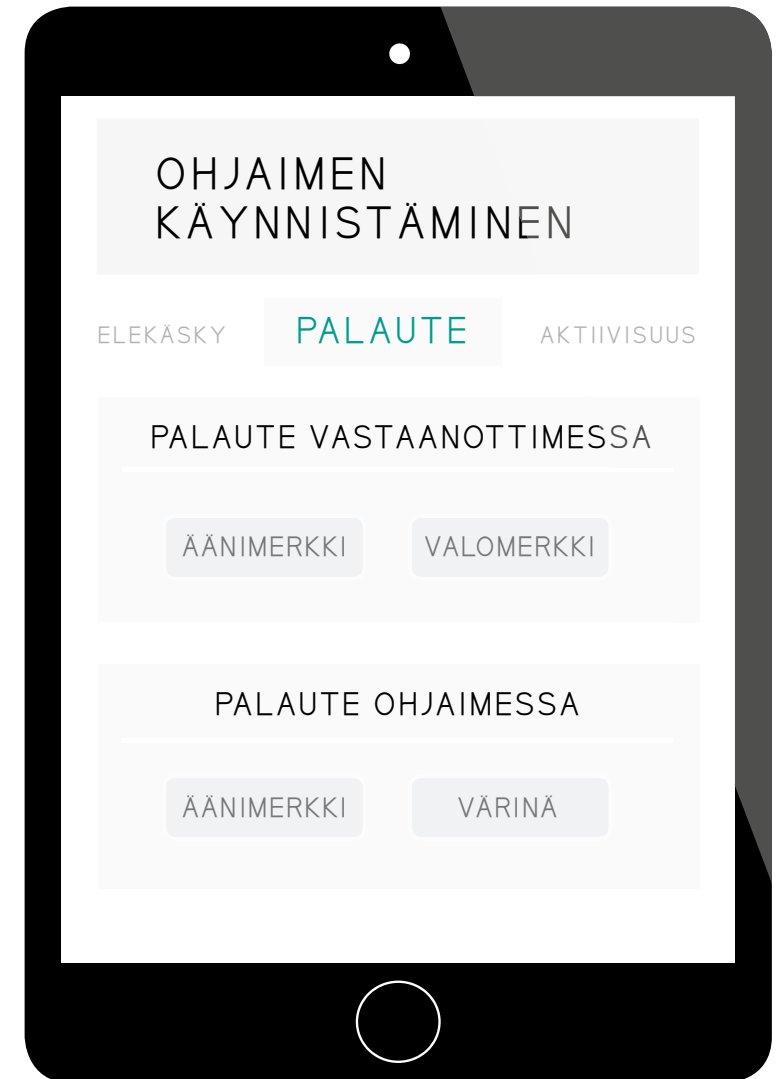 OHJAIMEN
KÄYNNISTÄMINEN
ELEKÄSKY PALAUTE AKTIIVISUUS
PALAUTE VASTAANOTTIMESSA
ÄÄNIMERKKI VALOMERKKI
PALAUTE OHJAIMESSA
ÄÄNIMERKKI VÄRINÄ